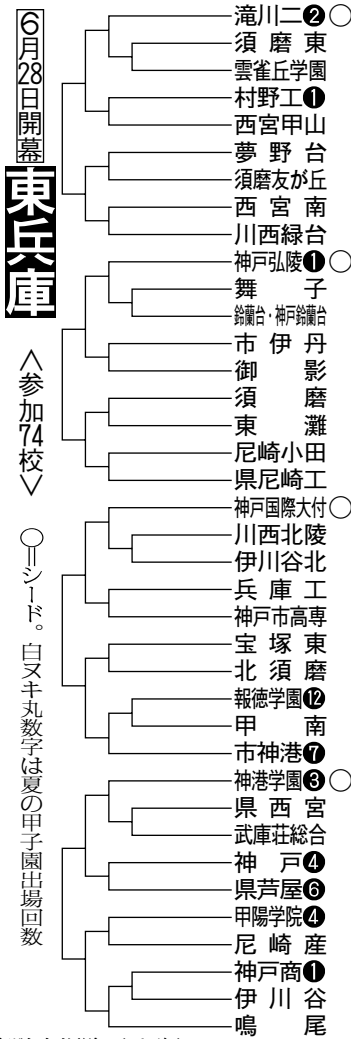 6月28日開幕
東兵庫
〈参加74校〉
○＝シード。白ヌキ丸数字は夏の甲子園出場回数
滝川二❷○
須磨東
雲雀丘学園
村野工❶
西宮甲山
夢野台
須磨友が丘
西宮南
川西緑台
神戸弘陵❶○
舞子
鈴蘭台・神戸鈴蘭台
市伊丹
御影
須磨
東灘
尼崎小田
県尼崎工
神戸国際大付○
川西北陵
伊川谷北
兵庫工
神戸市高専
宝塚東
北須磨
報徳学園⓬
甲南
市神港❼
神港学園❸○
県西宮
武庫荘総合
神戸❹
県芦屋❻
甲陽学院❹
尼崎産
神戸商❶
伊川谷
鳴尾